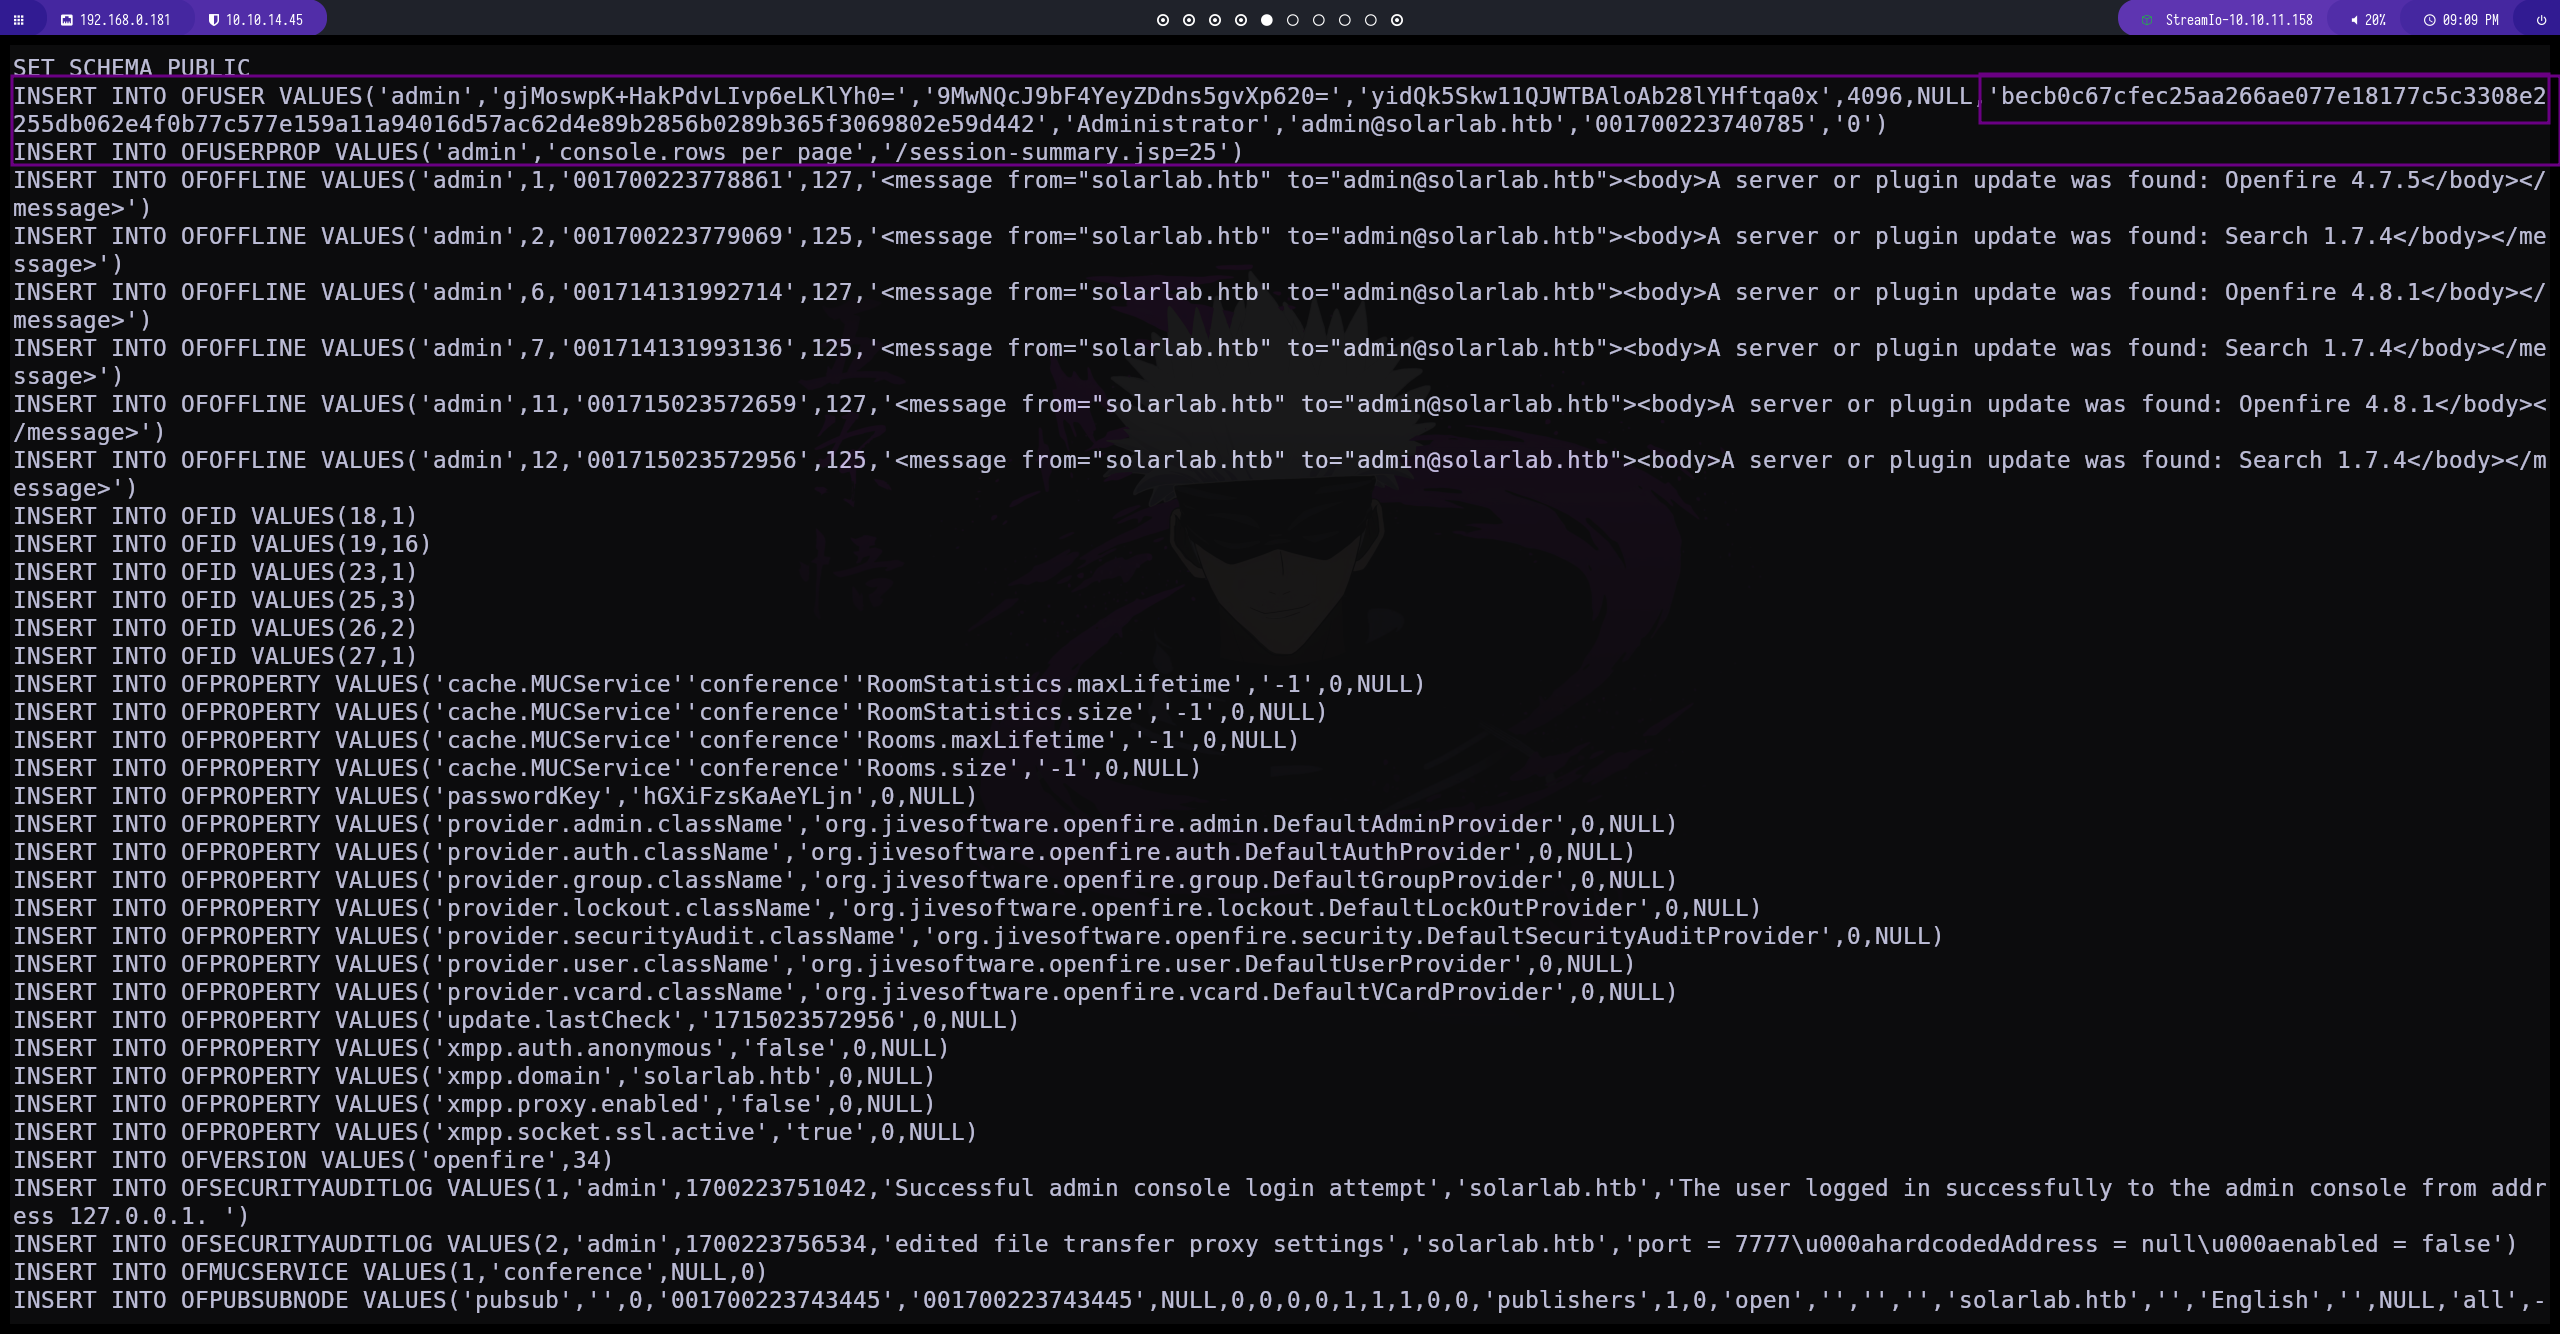 192.168.0.181 10.10.14.45 StreamIo-10.10.11.158 20% 09:09 PM
SET SCHEMA PUBLIC
INSERT INTO OFUSER VALUES('admin','gjMoswpK+HakPdvLIvp6eLKlYh0=','9MwNQcJ9bF4YeyZDdns5gvXp620=','yidQk5Skw11QJWTBAloAb28lYHftqa0x',4096,NULL,'becb0c67cfec25aa266ae077e18177c5c3308e2
255db062e4f0b77c577e159a11a94016d57ac62d4e89b2856b0289b365f3069802e59d442','Administrator','admin@solarlab.htb','001700223740785','0')
INSERT INTO OFUSERPROP VALUES('admin','console.rows_per_page','/session-summary.jsp=25')
INSERT INTO OFOFFLINE VALUES('admin',1,'001700223778861',127,'<message from="solarlab.htb" to="admin@solarlab.htb"><body>A server or plugin update was found: Openfire 4.7.5</body></
message>')
INSERT INTO OFOFFLINE VALUES('admin',2,'001700223779069',125,'<message from="solarlab.htb" to="admin@solarlab.htb"><body>A server or plugin update was found: Search 1.7.4</body></me
ssage>')
INSERT INTO OFOFFLINE VALUES('admin',6,'001714131992714',127,'<message from="solarlab.htb" to="admin@solarlab.htb"><body>A server or plugin update was found: Openfire 4.8.1</body></
message>')
INSERT INTO OFOFFLINE VALUES('admin',7,'001714131993136',125,'<message from="solarlab.htb" to="admin@solarlab.htb"><body>A server or plugin update was found: Search 1.7.4</body></me
ssage>')
INSERT INTO OFOFFLINE VALUES('admin',11,'001715023572659',127,'<message from="solarlab.htb" to="admin@solarlab.htb"><body>A server or plugin update was found: Openfire 4.8.1</body><
/message>')
INSERT INTO OFOFFLINE VALUES('admin',12,'001715023572956',125,'<message from="solarlab.htb" to="admin@solarlab.htb"><body>A server or plugin update was found: Search 1.7.4</body></m
essage>')
INSERT INTO OFID VALUES(18,1)
INSERT INTO OFID VALUES(19,16)
INSERT INTO OFID VALUES(23,1)
INSERT INTO OFID VALUES(25,3)
INSERT INTO OFID VALUES(26,2)
INSERT INTO OFID VALUES(27,1)
INSERT INTO OFPROPERTY VALUES('cache.MUCService''conference''RoomStatistics.maxLifetime','-1',0,NULL)
INSERT INTO OFPROPERTY VALUES('cache.MUCService''conference''RoomStatistics.size','-1',0,NULL)
INSERT INTO OFPROPERTY VALUES('cache.MUCService''conference''Rooms.maxLifetime','-1',0,NULL)
INSERT INTO OFPROPERTY VALUES('cache.MUCService''conference''Rooms.size','-1',0,NULL)
INSERT INTO OFPROPERTY VALUES('passwordKey','hGXiFzsKaAeYLjn',0,NULL)
INSERT INTO OFPROPERTY VALUES('provider.admin.className','org.jivesoftware.openfire.admin.DefaultAdminProvider',0,NULL)
INSERT INTO OFPROPERTY VALUES('provider.auth.className','org.jivesoftware.openfire.auth.DefaultAuthProvider',0,NULL)
INSERT INTO OFPROPERTY VALUES('provider.group.className','org.jivesoftware.openfire.group.DefaultGroupProvider',0,NULL)
INSERT INTO OFPROPERTY VALUES('provider.lockout.className','org.jivesoftware.openfire.lockout.DefaultLockOutProvider',0,NULL)
INSERT INTO OFPROPERTY VALUES('provider.securityAudit.className','org.jivesoftware.openfire.security.DefaultSecurityAuditProvider',0,NULL)
INSERT INTO OFPROPERTY VALUES('provider.user.className','org.jivesoftware.openfire.user.DefaultUserProvider',0,NULL)
INSERT INTO OFPROPERTY VALUES('provider.vcard.className','org.jivesoftware.openfire.vcard.DefaultVCardProvider',0,NULL)
INSERT INTO OFPROPERTY VALUES('update.lastCheck','1715023572956',0,NULL)
INSERT INTO OFPROPERTY VALUES('xmpp.auth.anonymous','false',0,NULL)
INSERT INTO OFPROPERTY VALUES('xmpp.domain','solarlab.htb',0,NULL)
INSERT INTO OFPROPERTY VALUES('xmpp.proxy.enabled','false',0,NULL)
INSERT INTO OFPROPERTY VALUES('xmpp.socket.ssl.active','true',0,NULL)
INSERT INTO OFVERSION VALUES('openfire',34)
INSERT INTO OFSECURITYAUDITLOG VALUES(1,'admin',1700223751042,'Successful admin console login attempt','solarlab.htb','The user logged in successfully to the admin console from addr
ess 127.0.0.1. ')
INSERT INTO OFSECURITYAUDITLOG VALUES(2,'admin',1700223756534,'edited file transfer proxy settings','solarlab.htb','port = 7777\u000ahardcodedAddress = null\u000aenabled = false')
INSERT INTO OFMUCSERVICE VALUES(1,'conference',NULL,0)
INSERT INTO OFPUBSUBNODE VALUES('pubsub','',0,'001700223743445','001700223743445',NULL,0,0,0,0,1,1,1,0,0,'publishers',1,0,'open','','','','solarlab.htb','','English','',NULL,'all',-